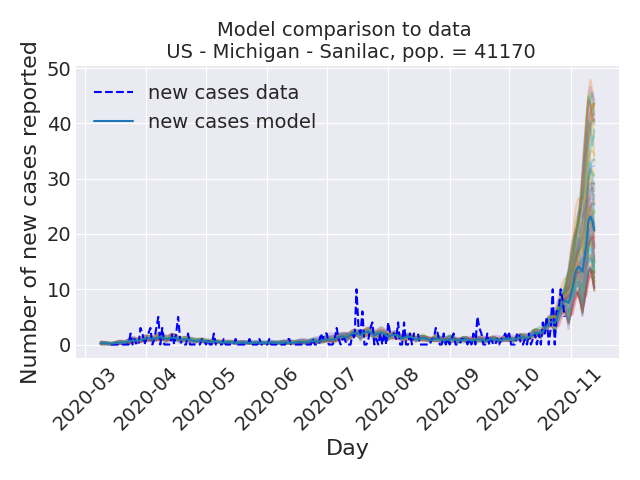 Model comparison to data
US - Michigan - Sanilac, pop. = 41170
Number of new cases reported
50
40
30
20
10
0
new cases data
new cases model
2020-03
2020-04
2020-05
2020-06
2020-07
2020-08
2020-09
2020-10
2020-11
Day